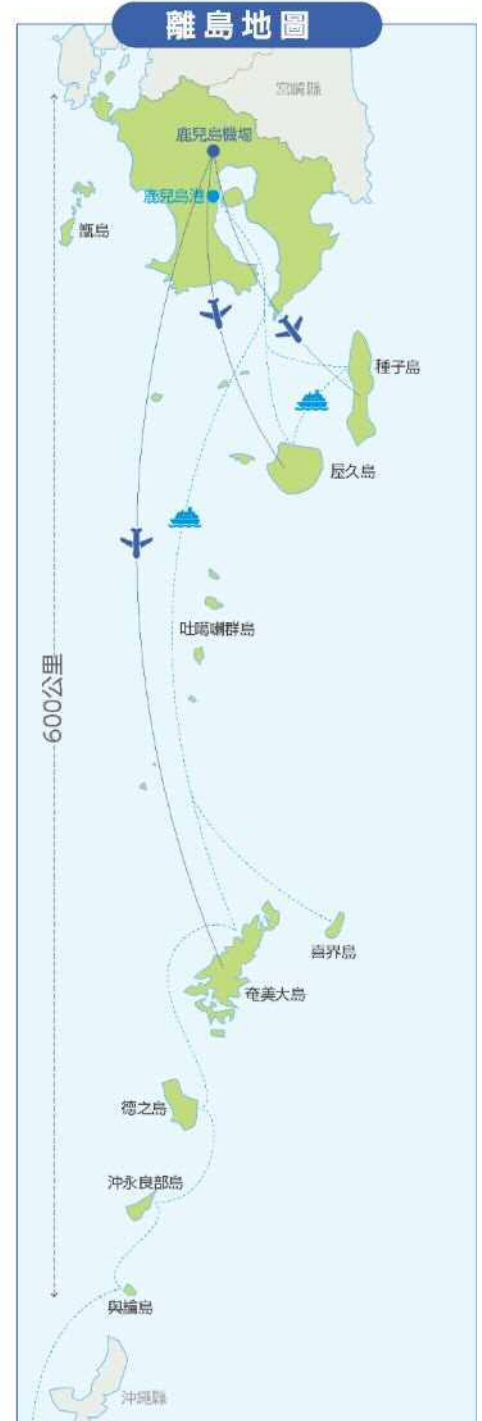 離島地圖
宮崎縣
鹿兒島機場
鹿兒島港
甑島
種子島
屋久島
吐噶喇群島
600公里
喜界島
奄美大島
德之島
沖永良部島
與論島
沖繩縣